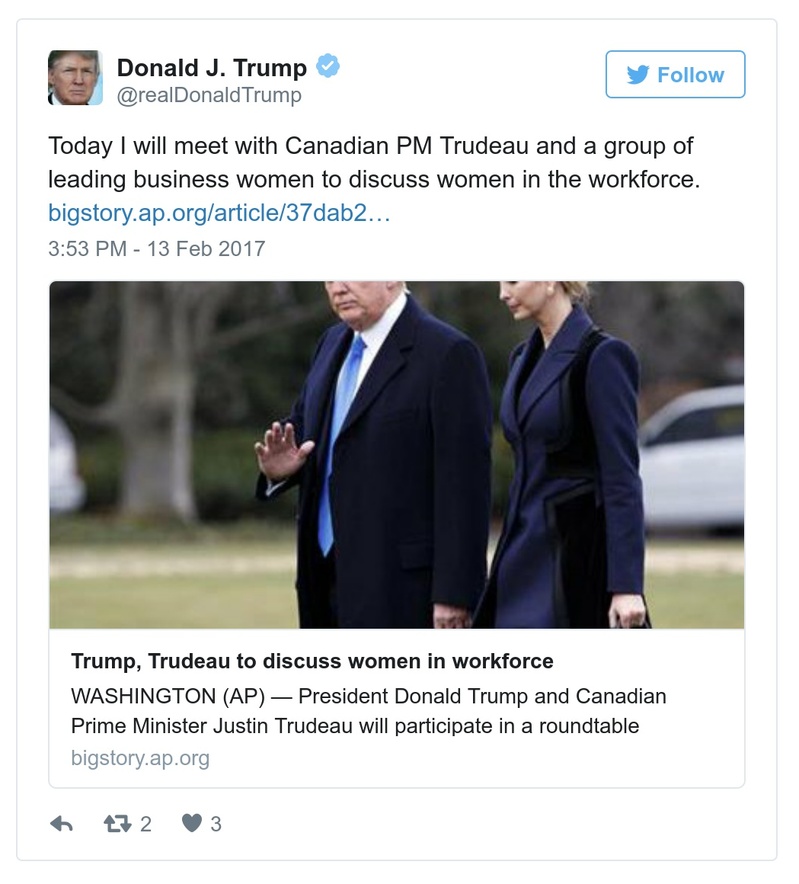 Donald J. Trump
@realDonaldTrump
Follow
Today I will meet with Canadian PM Trudeau and a group of
leading business women to discuss women in the workforce.
bigstory.ap.org/article/37dab2…
3:53 PM - 13 Feb 2017
Trump, Trudeau to discuss women in workforce
WASHINGTON (AP) — President Donald Trump and Canadian
Prime Minister Justin Trudeau will participate in a roundtable
bigstory.ap.org
2
3